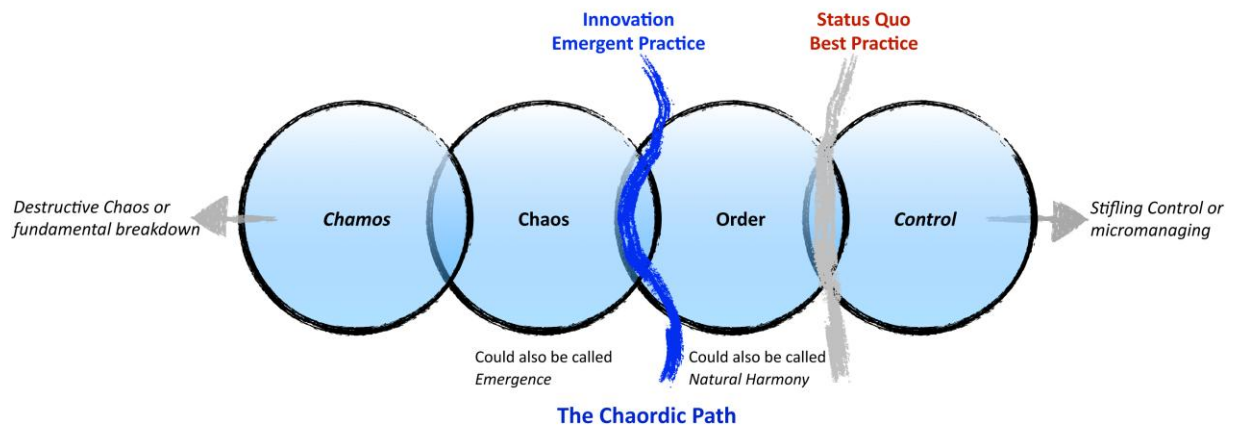 Innovation
Emergent Practice
Status Quo
Best Practice
Destructive Chaos or
fundamental breakdown
Chamos
Chaos
Order
Control
Stifling Control or
micromanaging
Could also be called
Emergence
Could also be called
Natural Harmony
The Chaordic Path